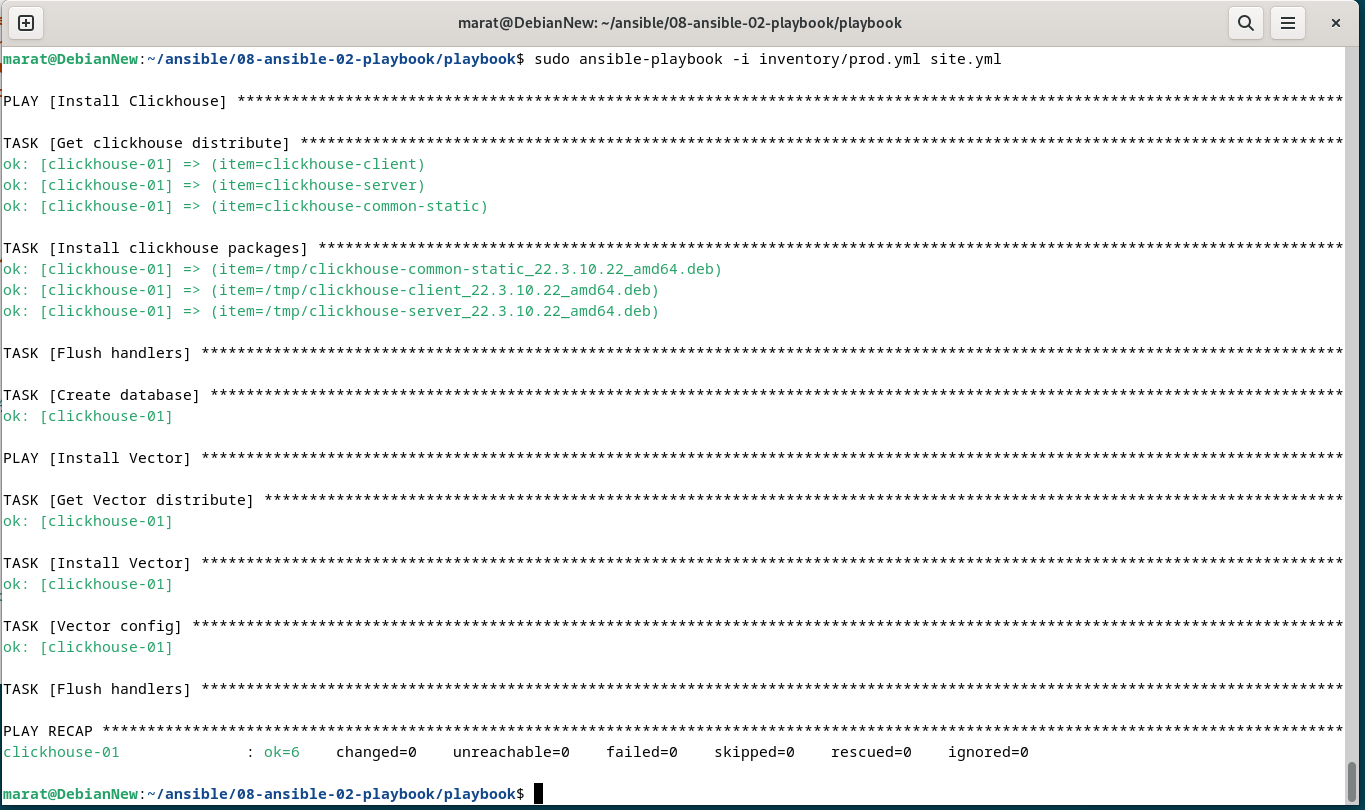 marat@DebianNew: ~/ansible/08-ansible-02-playbook/playbook
marat@DebianNew:~/ansible/08-ansible-02-playbook/playbook$ sudo ansible-playbook -i inventory/prod.yml site.yml
PLAY [Install Clickhouse] ***************************************************************************************************************************
TASK [Get clickhouse distribute] ********************************************************************************************************************
ok: [clickhouse-01] => (item=clickhouse-client)
ok: [clickhouse-01] => (item=clickhouse-server)
ok: [clickhouse-01] => (item=clickhouse-common-static)
TASK [Install clickhouse packages] ******************************************************************************************************************
ok: [clickhouse-01] => (item=/tmp/clickhouse-common-static_22.3.10.22_amd64.deb)
ok: [clickhouse-01] => (item=/tmp/clickhouse-client_22.3.10.22_amd64.deb)
ok: [clickhouse-01] => (item=/tmp/clickhouse-server_22.3.10.22_amd64.deb)
TASK [Flush handlers] *******************************************************************************************************************************
TASK [Create database] ******************************************************************************************************************************
ok: [clickhouse-01]
PLAY [Install Vector] *******************************************************************************************************************************
TASK [Get Vector distribute] ************************************************************************************************************************
ok: [clickhouse-01]
TASK [Install Vector] *******************************************************************************************************************************
ok: [clickhouse-01]
TASK [Vector config] ********************************************************************************************************************************
ok: [clickhouse-01]
TASK [Flush handlers] *******************************************************************************************************************************
PLAY RECAP ******************************************************************************************************************************************
clickhouse-01 : ok=6 changed=0 unreachable=0 failed=0 skipped=0 rescued=0 ignored=0
marat@DebianNew:~/ansible/08-ansible-02-playbook/playbook$